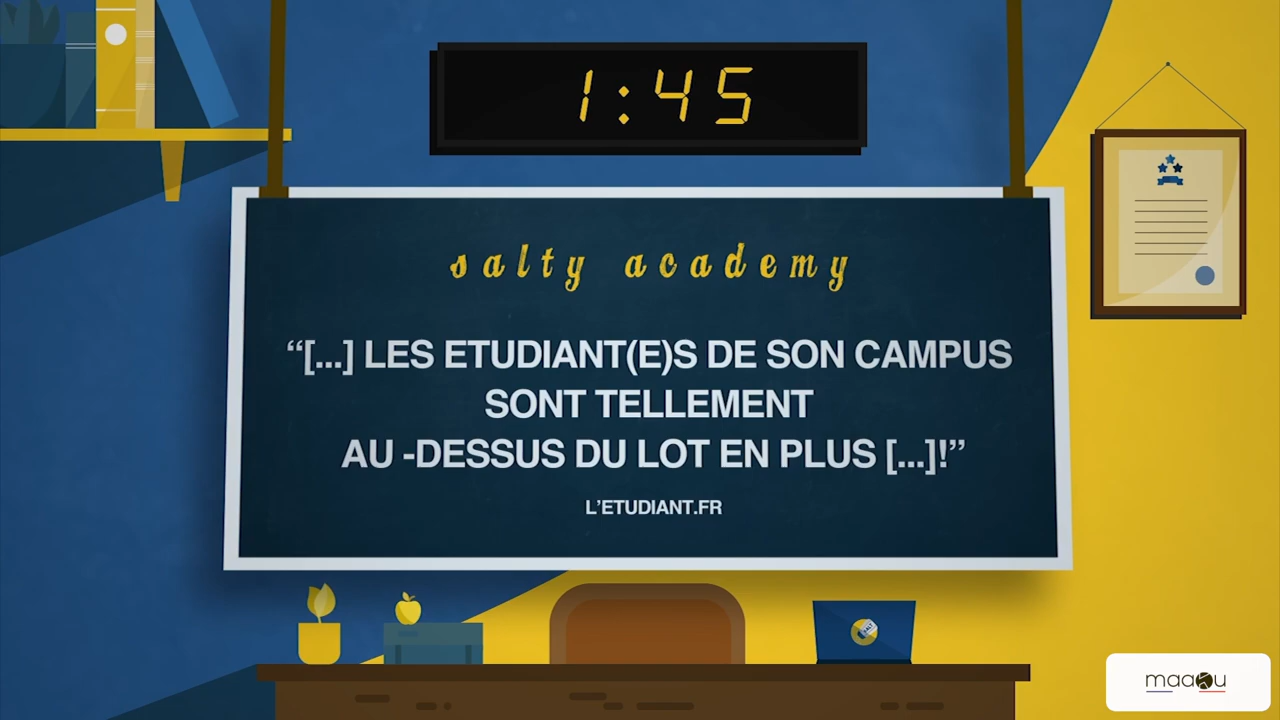 1:45
salty academy
“[...] LES ETUDIANT(E)S DE SON CAMPUS
SONT TELLEMENT
AU -DESSUS DU LOT EN PLUS [...]!”
L’ETUDIANT.FR
maaku